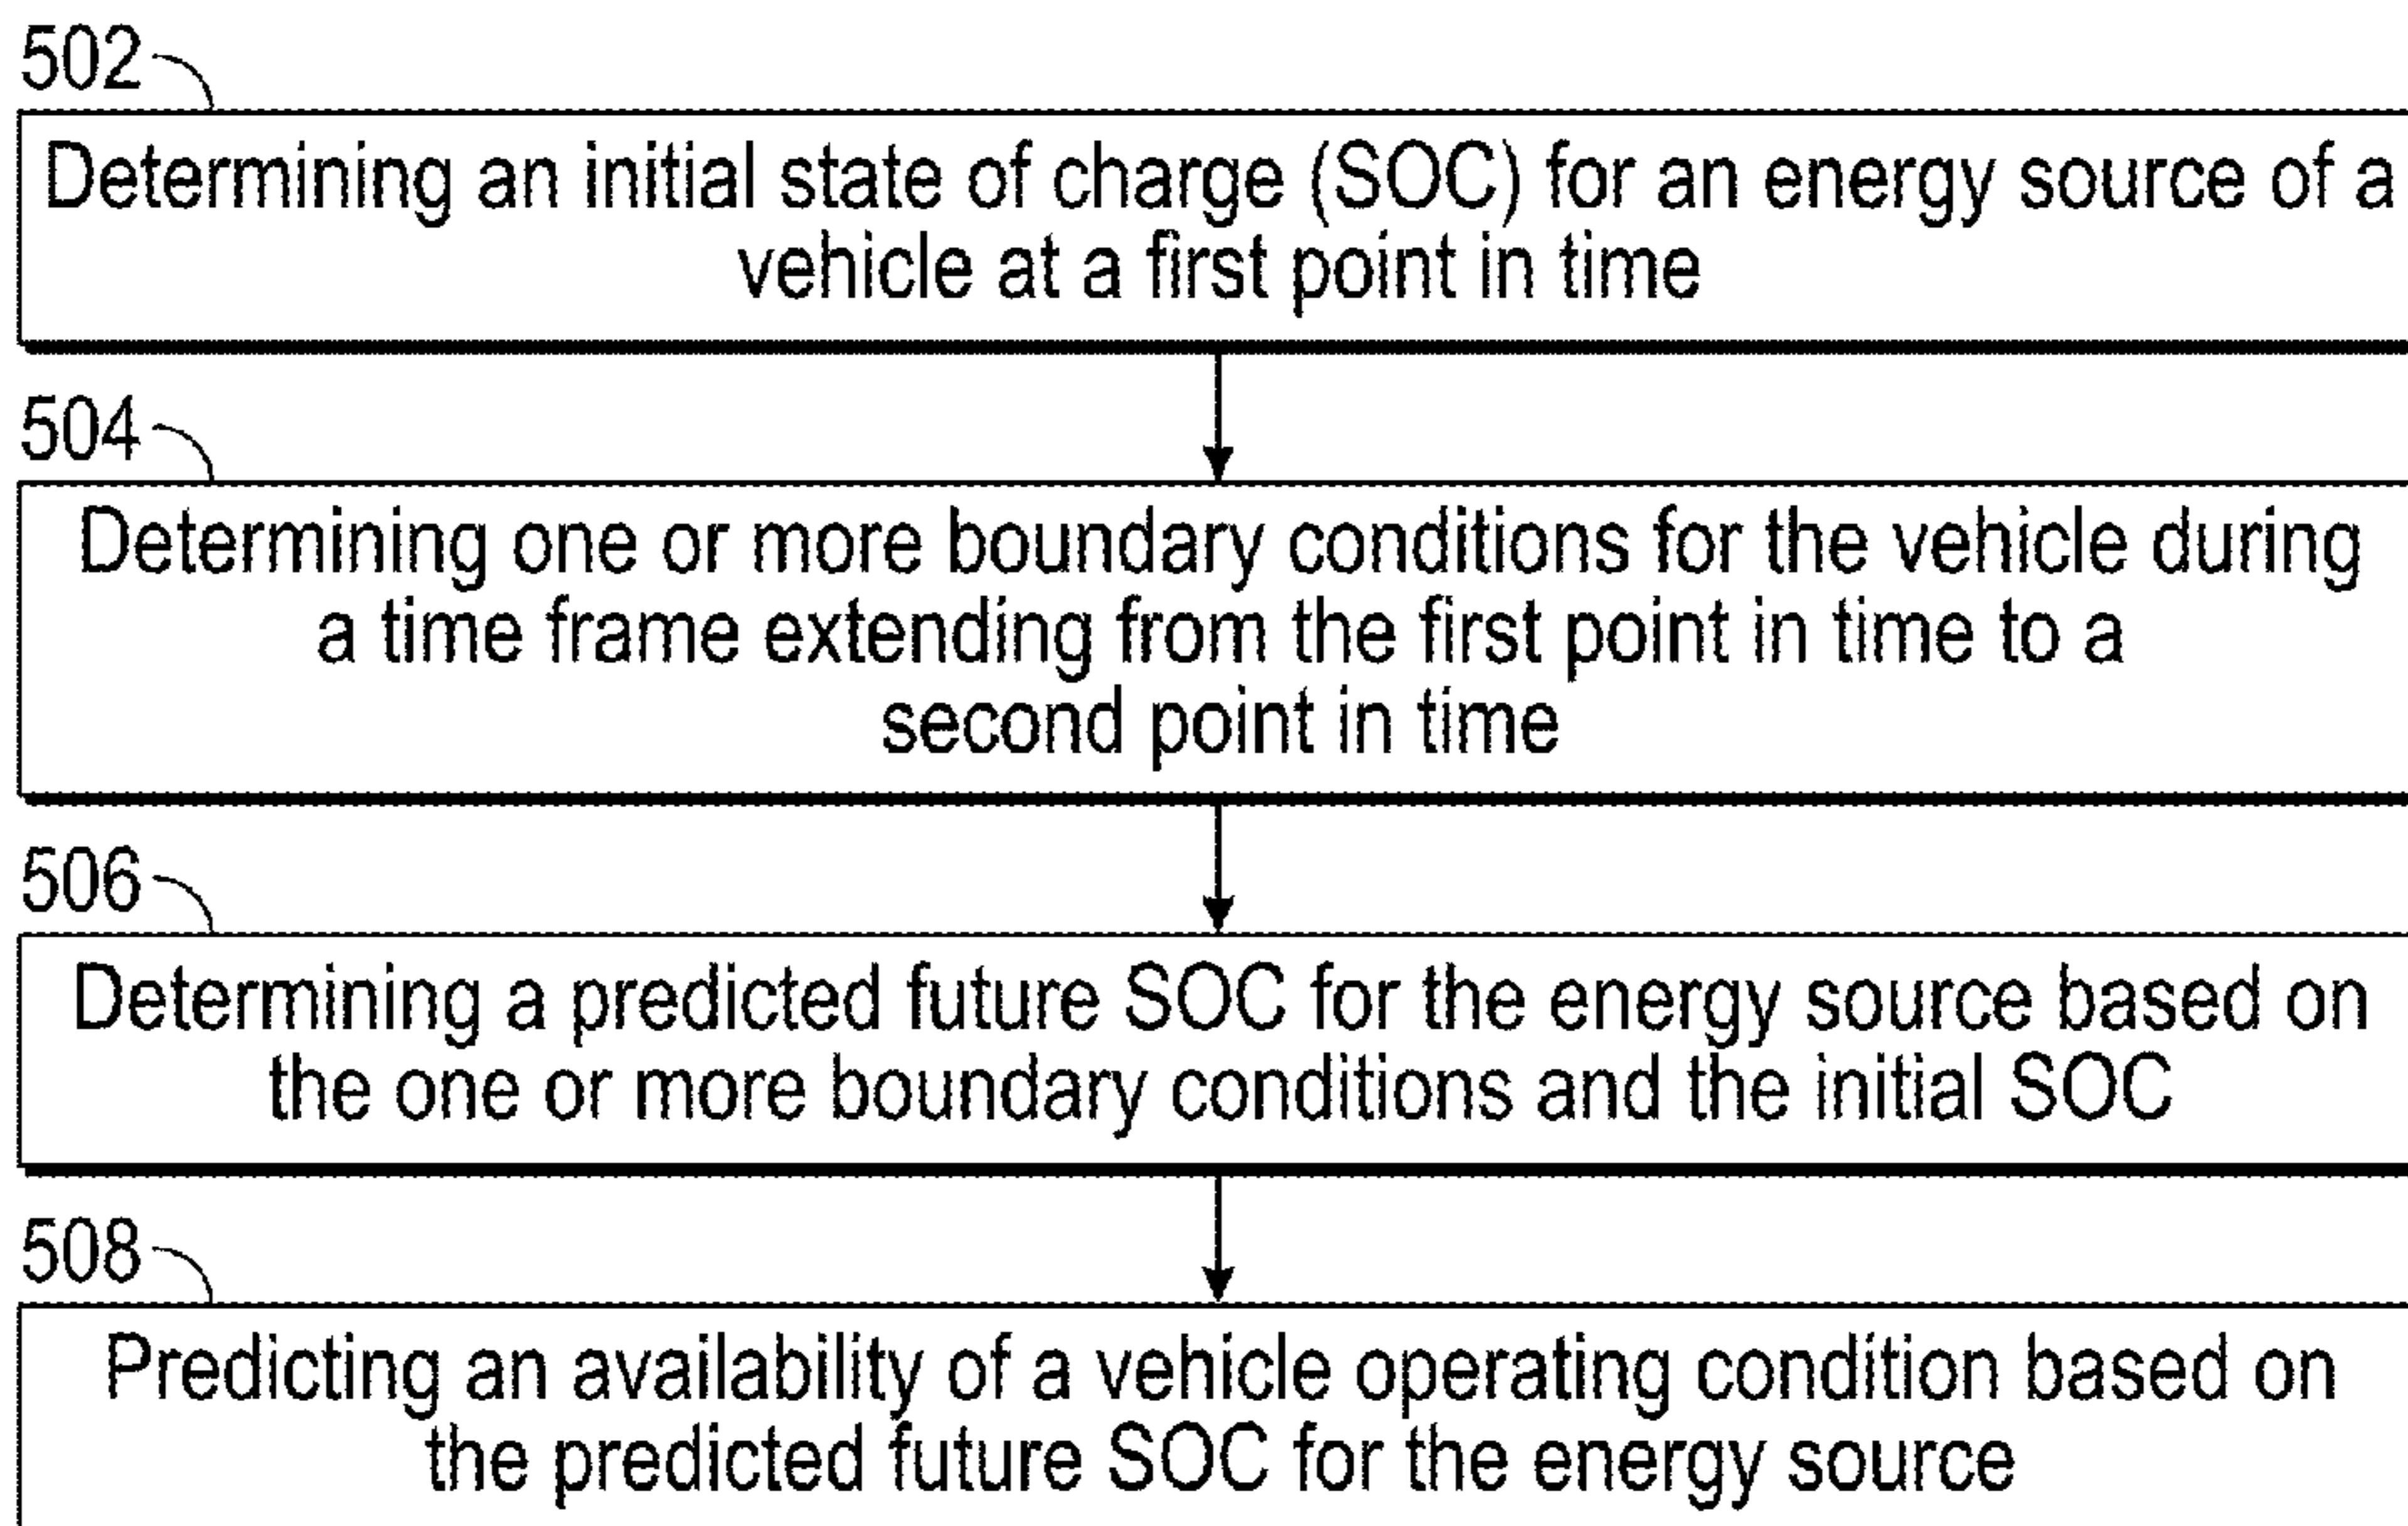 502
Determining an initial state of charge (SOC) for an energy source of a
vehicle at a first point in time
504
Determining one or more boundary conditions for the vehicle during
a time frame extending from the first point in time to a
second point in time
506
Determining a predicted future SOC for the energy source based on
the one or more boundary conditions and the initial SOC
508
Predicting an availability of a vehicle operating condition based on
the predicted future SOC for the energy source